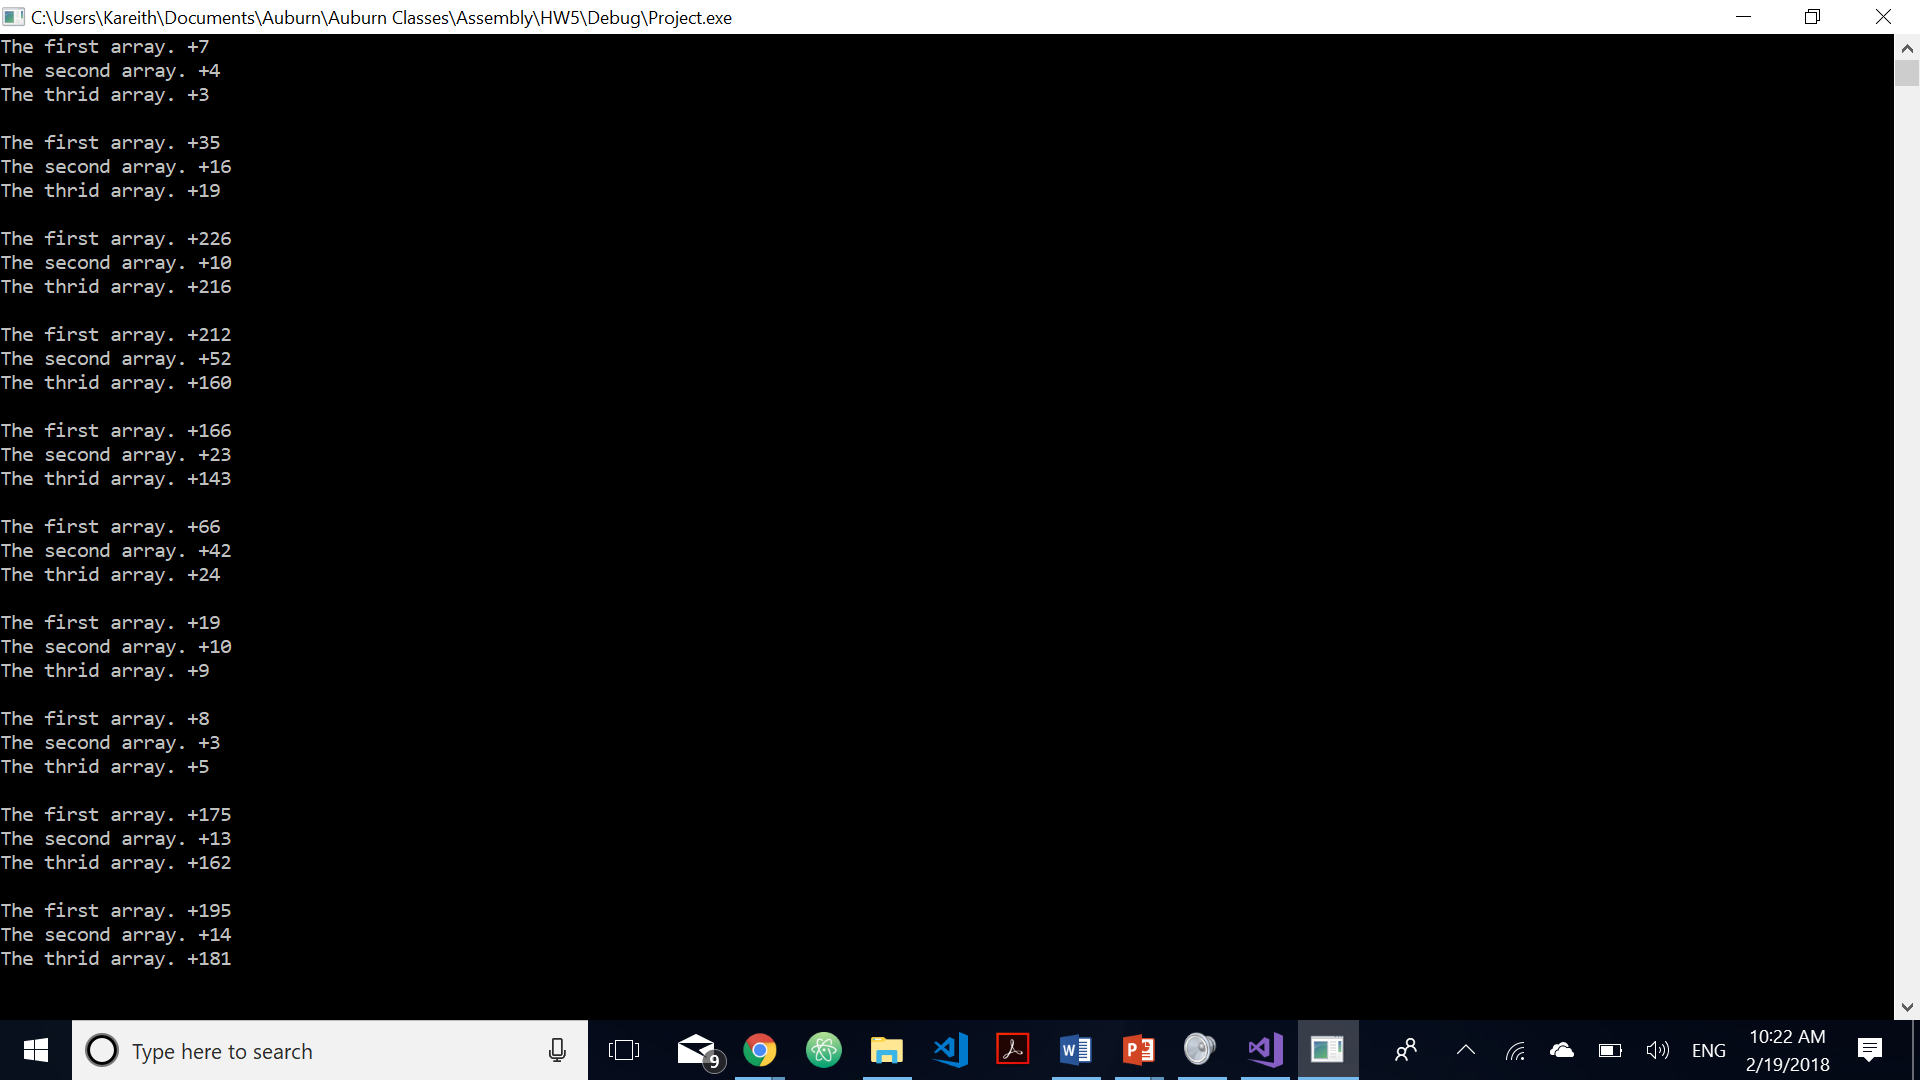 C:\Users\Kareith\Documents\Auburn\Auburn Classes\Assembly\HW5\Debug\Project.exe
The first array. +7
The second array. +4
The thrid array. +3
The first array. +35
The second array. +16
The thrid array. +19
The first array. +226
The second array. +10
The thrid array. +216
The first array. +212
The second array. +52
The thrid array. +160
The first array. +166
The second array. +23
The thrid array. +143
The first array. +66
The second array. +42
The thrid array. +24
The first array. +19
The second array. +10
The thrid array. +9
The first array. +8
The second array. +3
The thrid array. +5
The first array. +175
The second array. +13
The thrid array. +162
The first array. +195
The second array. +14
The thrid array. +181
Type here to search
9
ENG
10:22 AM
2/19/2018